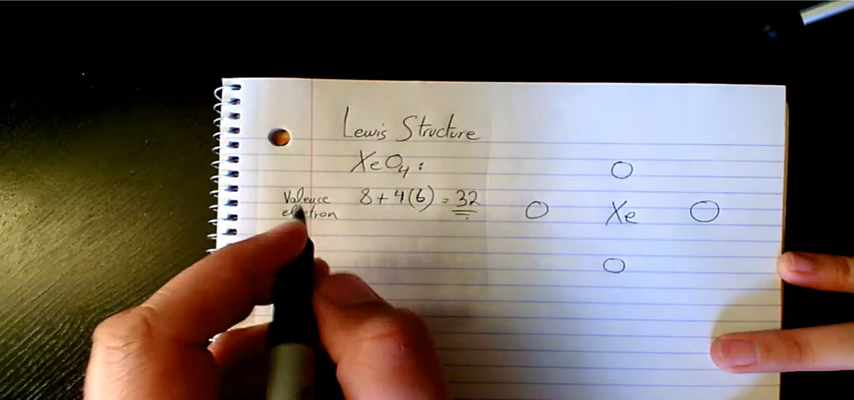 Lewis Structure
XeO₄:
Valence electron
8 + 4(6) = 32
O
O Xe O
O